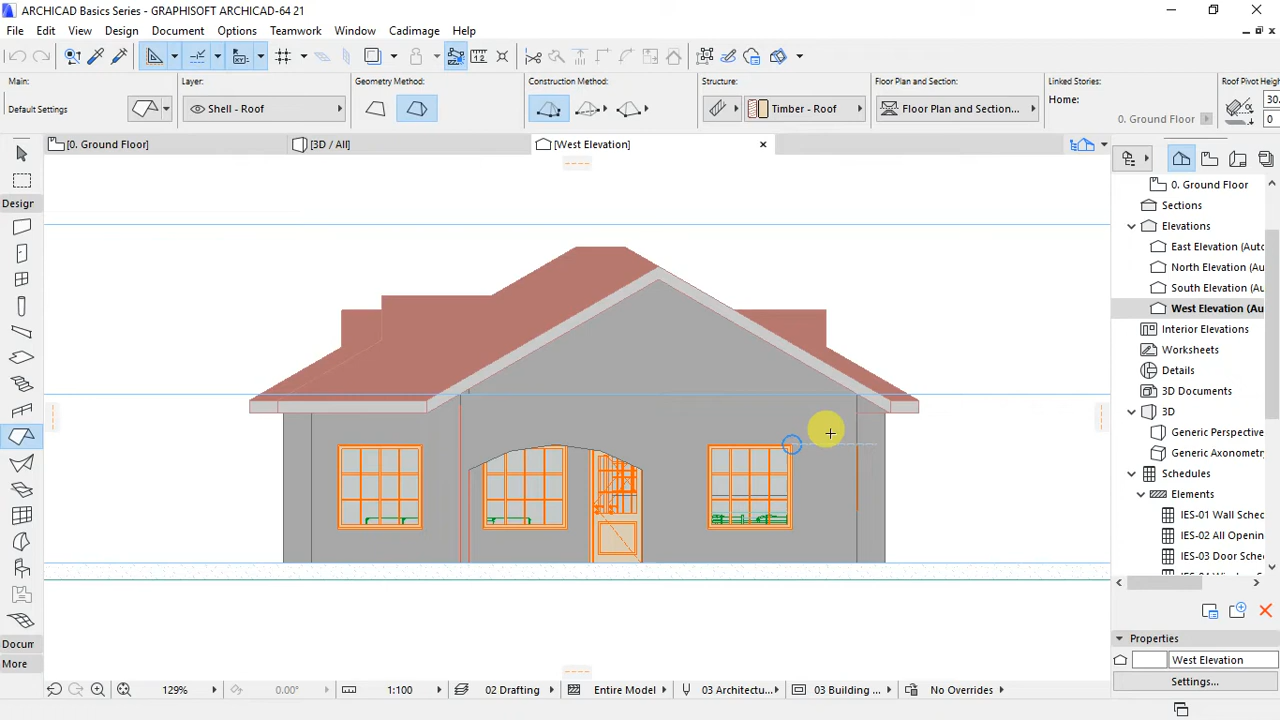 ARCHICAD Basics Series - GRAPHISOFT ARCHICAD-64 21
File Edit View Design Document Options Teamwork Window Cadimage Help
Main: Layer: Geometry Method: Construction Method: Structure: Floor Plan and Section: Linked Stories: Roof Pivot Heig
Default Settings Shell - Roof Timber - Roof Floor Plan and Section... Home: 30.
0. Ground Floor 0
[0. Ground Floor] [3D / All] [West Elevation]
Design
Docum
More
0. Ground Floor
Sections
Elevations
East Elevation (Auto
North Elevation (Au
South Elevation (Au
West Elevation (Au
Interior Elevations
Worksheets
Details
3D Documents
3D
Generic Perspective
Generic Axonometr
Schedules
Elements
IES-01 Wall Sched
IES-02 All Openin
IES-03 Door Sche
Properties
West Elevation
Settings...
129% 0.00° 1:100 02 Drafting Entire Model 03 Architectu... 03 Building ... No Overrides